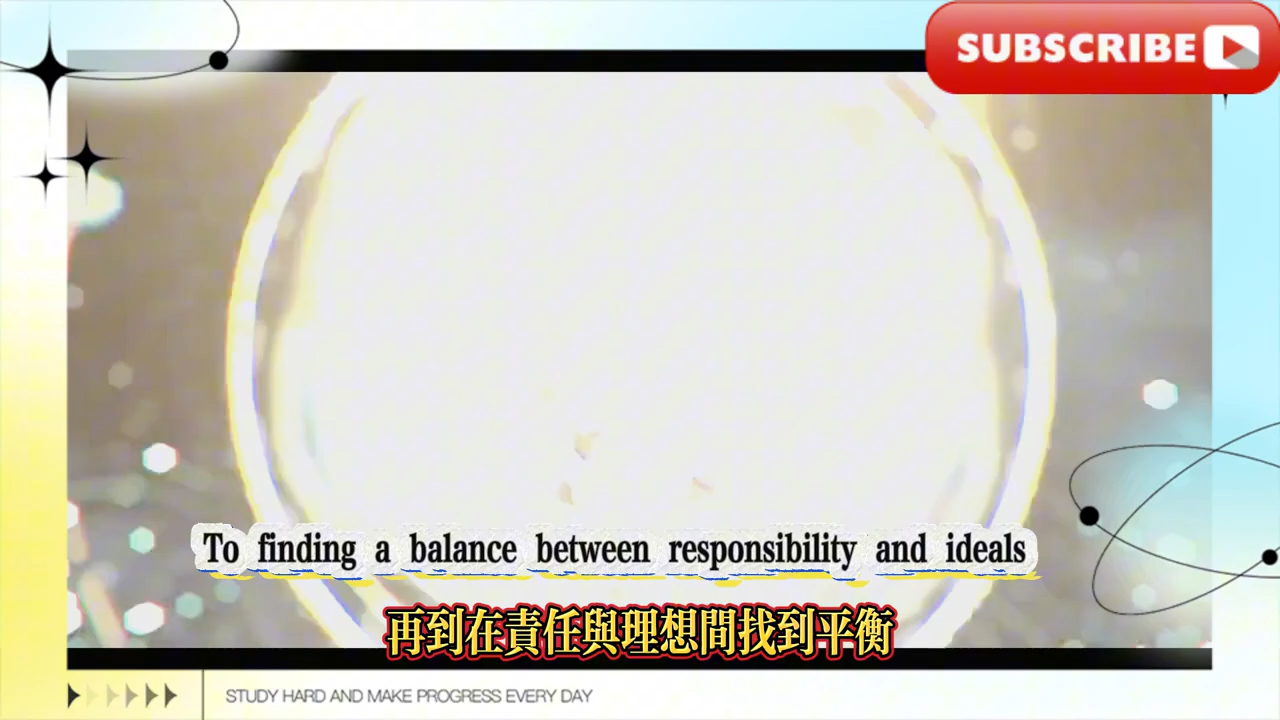 SUBSCRIBE
To finding a balance between responsibility and ideals
再到在責任與理想間找到平衡
STUDY HARD AND MAKE PROGRESS EVERY DAY